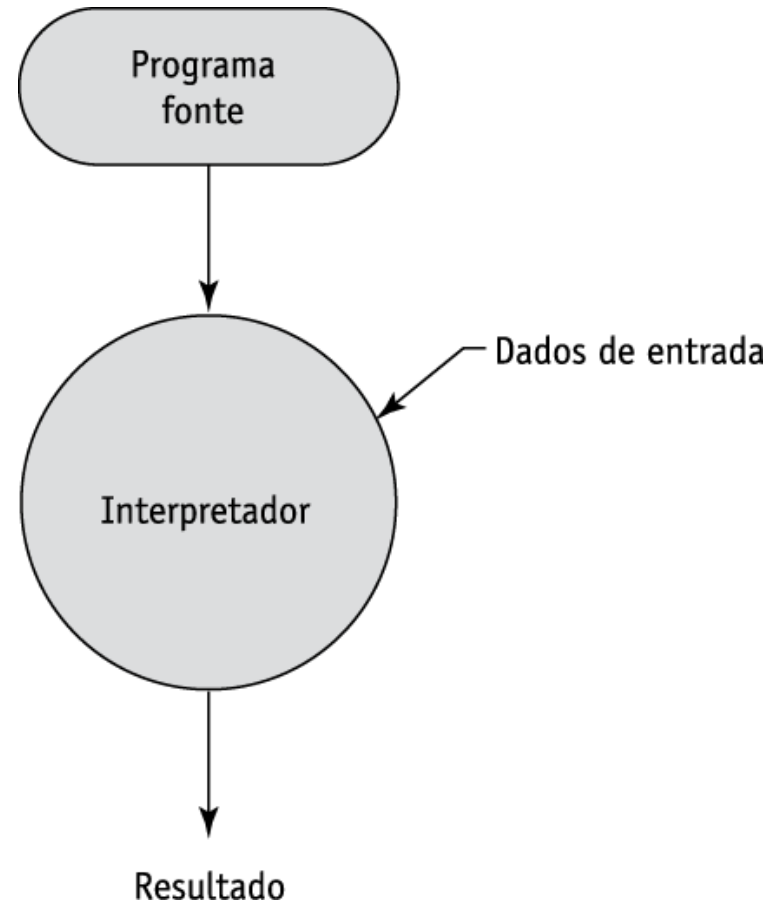 Programa
fonte
Dados de entrada
Interpretador
Resultado